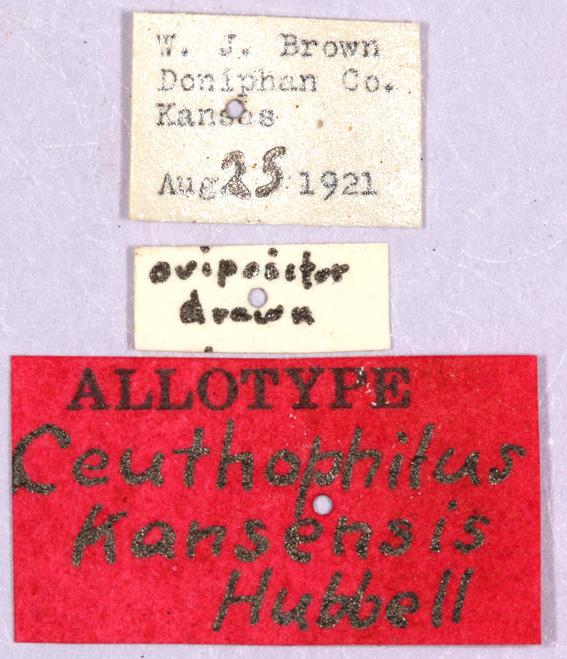 W. J. Brown
Doniphan Co.
Kansas
Aug 25 1921
ovipositor
drawn
ALLOTYPE
Ceuthophilus
Kansensis
Hubbell